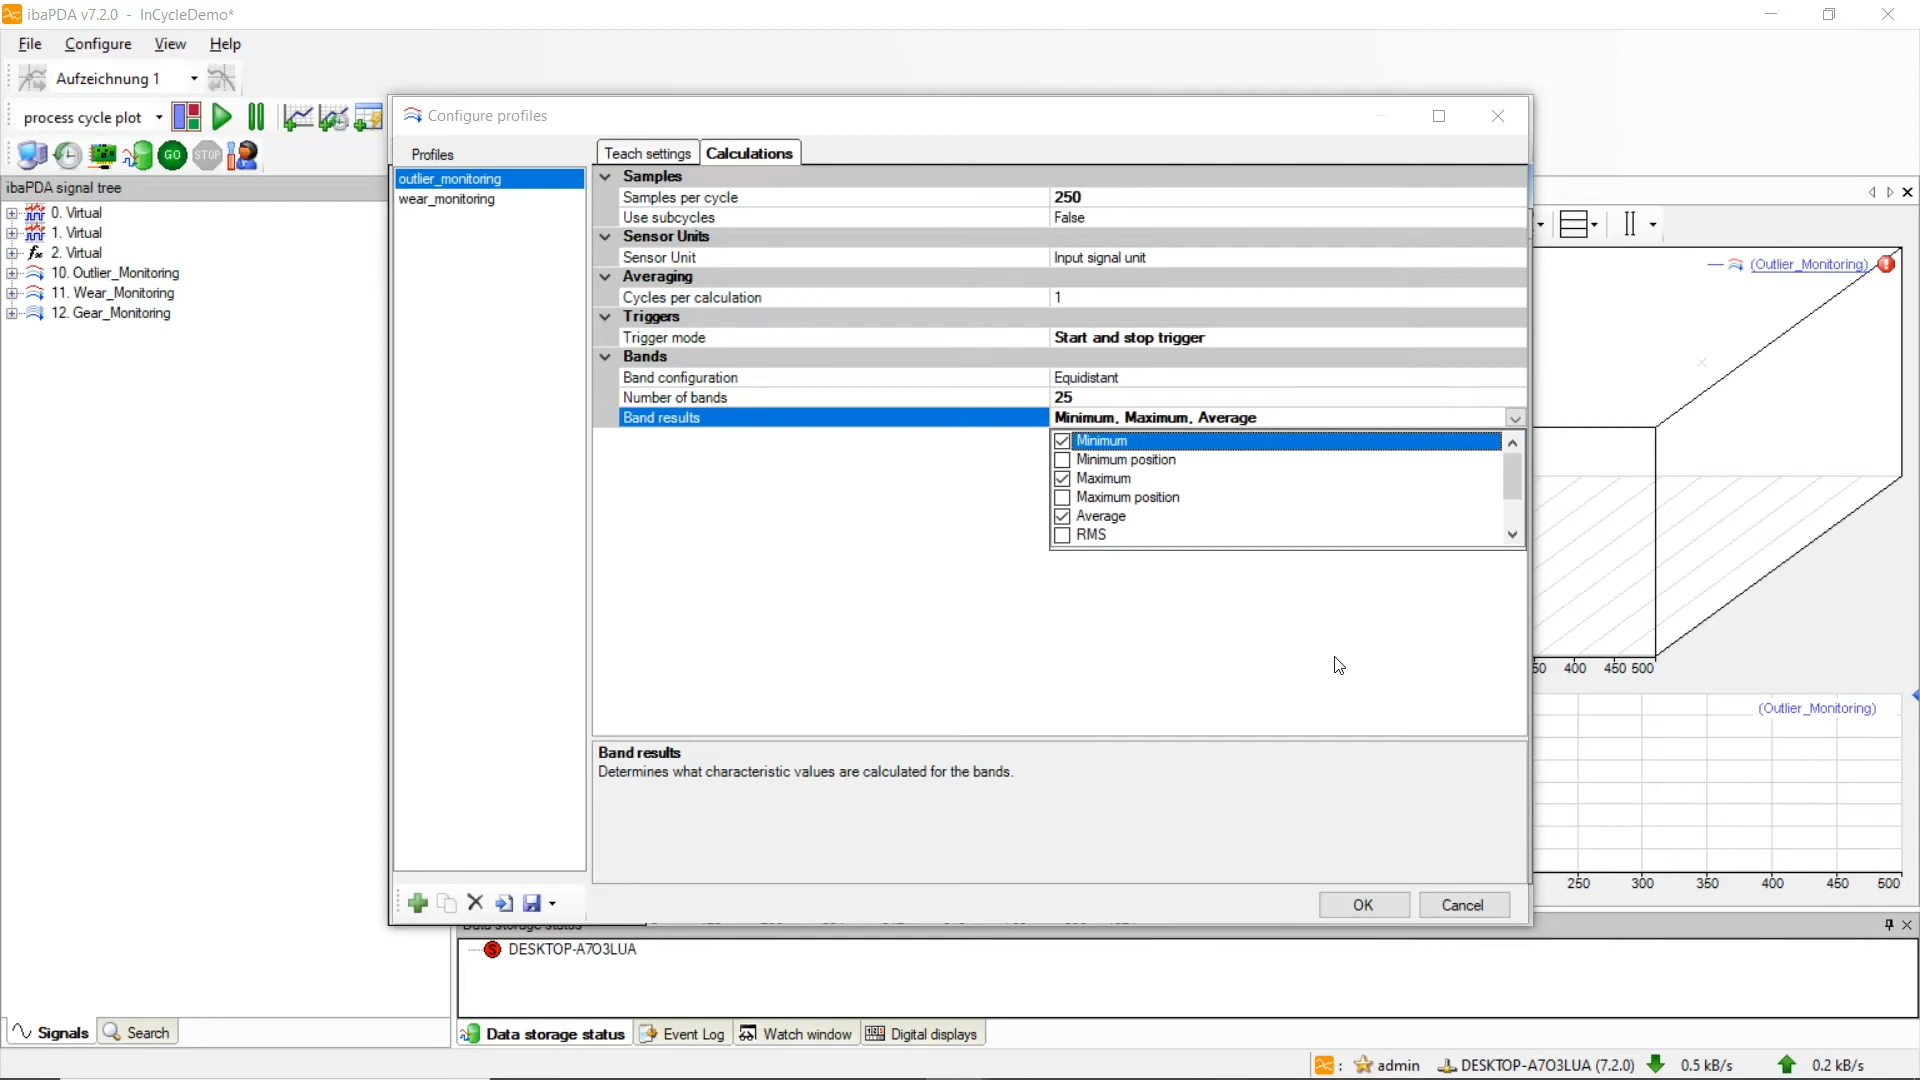 ibaPDA v7.2.0 - InCycleDemo*
File Configure View Help
Aufzeichnung 1
process cycle plot
GO STOP
ibaPDA signal tree
0. Virtual
1. Virtual
2. Virtual
10. Outlier_Monitoring
11. Wear_Monitoring
12. Gear_Monitoring
Configure profiles
Profiles
outlier_monitoring
wear_monitoring
Teach settings Calculations
Samples
Samples per cycle 250
Use subcycles False
Sensor Units
Sensor Unit Input signal unit
Averaging
Cycles per calculation 1
Triggers
Trigger mode Start and stop trigger
Bands
Band configuration Equidistant
Number of bands 25
Band results Minimum, Maximum, Average
Minimum
Minimum position
Maximum
Maximum position
Average
RMS
Band results
Determines what characteristic values are calculated for the bands.
OK Cancel
(Outlier_Monitoring)
50 400 450 500
(Outlier_Monitoring)
250 300 350 400 450 500
Data storage status
DESKTOP-A7O3LUA
Signals Search
Data storage status Event Log Watch window Digital displays
: admin DESKTOP-A7O3LUA (7.2.0) 0.5 kB/s 0.2 kB/s